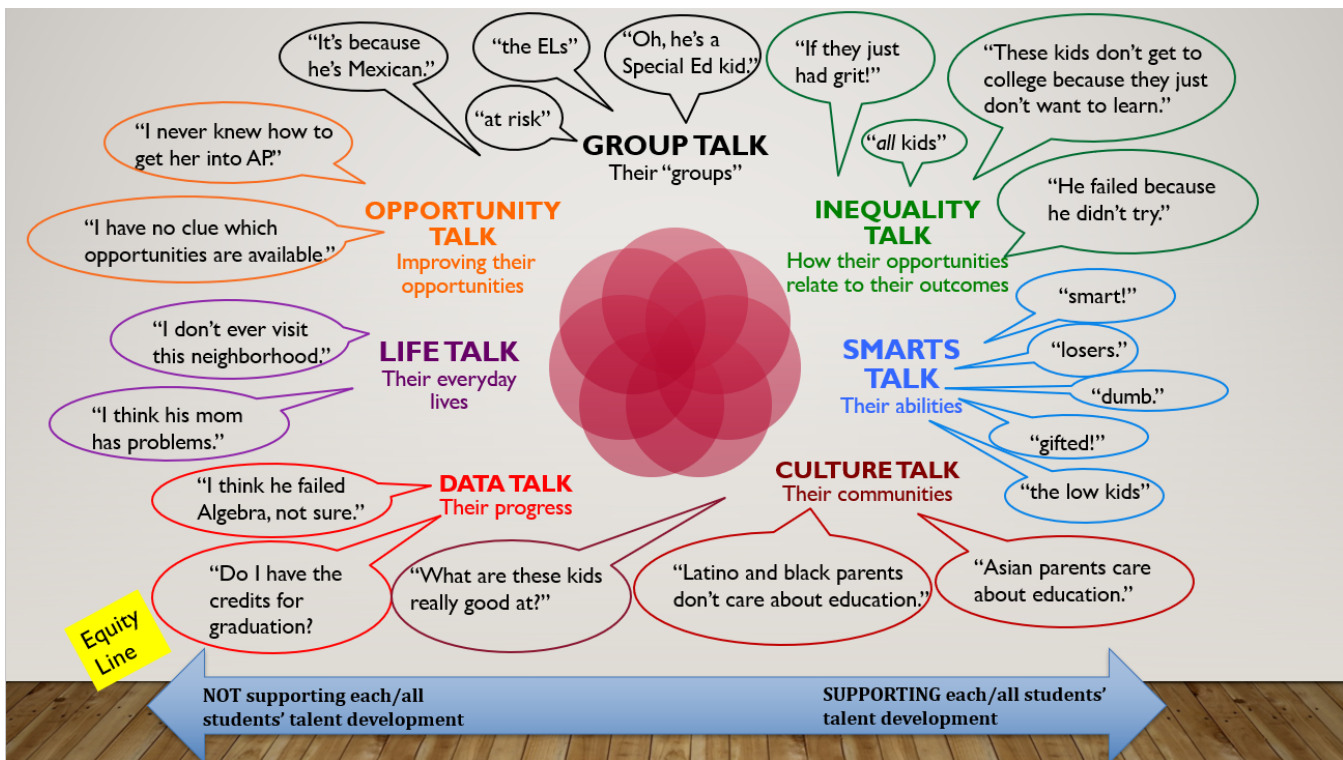 “It’s because
he’s Mexican.”
“the ELs”
“Oh, he’s a
Special Ed kid.”
“at risk”
GROUP TALK
Their “groups”
“If they just
had grit!”
“These kids don’t get to
college because they just
don’t want to learn.”
“all kids”
“He failed because
he didn’t try.”
“I never knew how to
get her into AP.”
“I have no clue which
opportunities are available.”
OPPORTUNITY
TALK
Improving their
opportunities
INEQUALITY
TALK
How their opportunities
relate to their outcomes
“I don’t ever visit
this neighborhood.”
“I think his mom
has problems.”
LIFE TALK
Their everyday
lives
SMARTS
TALK
Their abilities
“smart!”
“losers.”
“dumb.”
“gifted!”
“the low kids”
“I think he failed
Algebra, not sure.”
“Do I have the
credits for
graduation?
DATA TALK
Their progress
CULTURE TALK
Their communities
“What are these kids
really good at?”
“Latino and black parents
don’t care about education.”
“Asian parents care
about education.”
Equity
Line
NOT supporting each/all
students’ talent development
SUPPORTING each/all students’
talent development